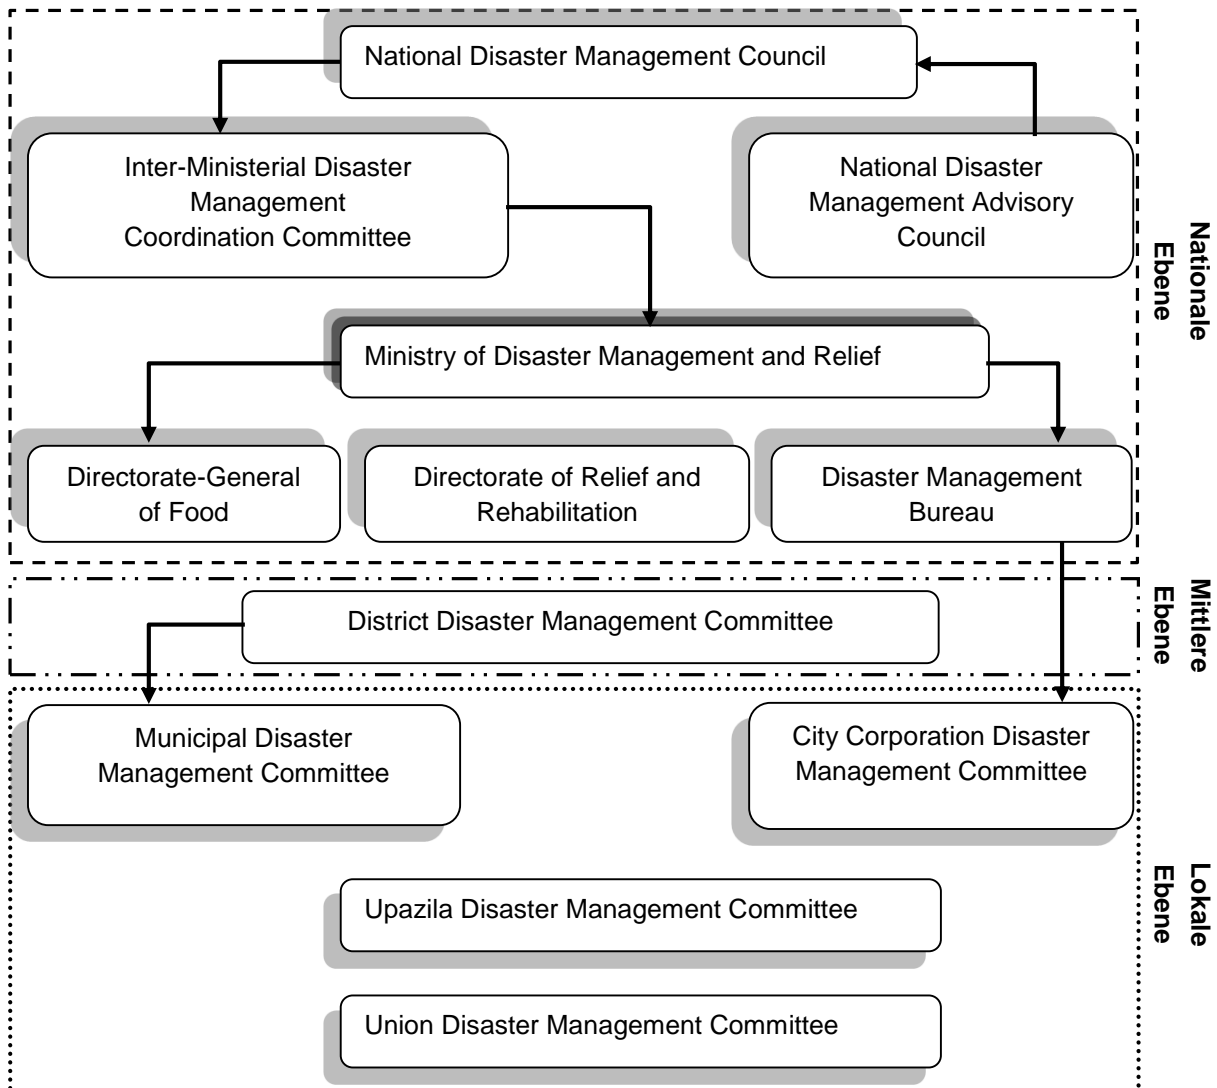 National Disaster Management Council
Inter-Ministerial Disaster
Management
Coordination Committee
National Disaster
Management Advisory
Council
Nationale
Ebene
Ministry of Disaster Management and Relief
Directorate-General
of Food
Directorate of Relief and
Rehabilitation
Disaster Management
Bureau
District Disaster Management Committee
Mittlere
Ebene
Municipal Disaster
Management Committee
City Corporation Disaster
Management Committee
Upazila Disaster Management Committee
Lokale
Ebene
Union Disaster Management Committee